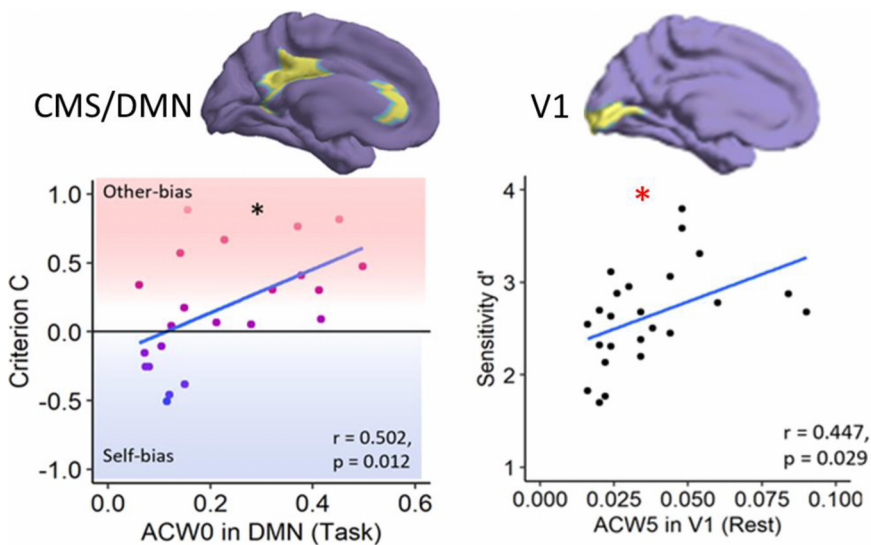 CMS/DMN
Other-bias
*
1.0
0.5
0.0
-0.5
-1.0
Criterion C
Self-bias
r = 0.502,
p = 0.012
0.0 0.2 0.4 0.6
ACW0 in DMN (Task)
V1
*
4
3
2
1
Sensitivity d'
r = 0.447,
p = 0.029
0.000 0.025 0.050 0.075 0.100
ACW5 in V1 (Rest)